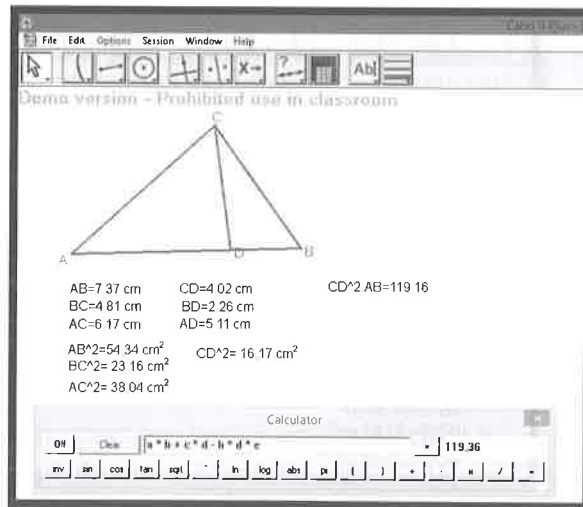 File Edit Options Session Window Help
? X Ab
Demo version - Prohibited use in classroom
C
A D B
AB=7 37 cm CD=4 02 cm CD^2 AB=119 16
BC=4 81 cm BD=2 26 cm
AC=6 17 cm AD=5 11 cm
AB^2=54,34 cm² CD^2= 16,17 cm²
BC^2= 23 16 cm²
AC^2= 38,04 cm²
Calculator
ON Clear a * b + c * d - b * d * e = 119,36
inv sin cos tan sqrt ^ ln log abs pi ( ) + - × / =